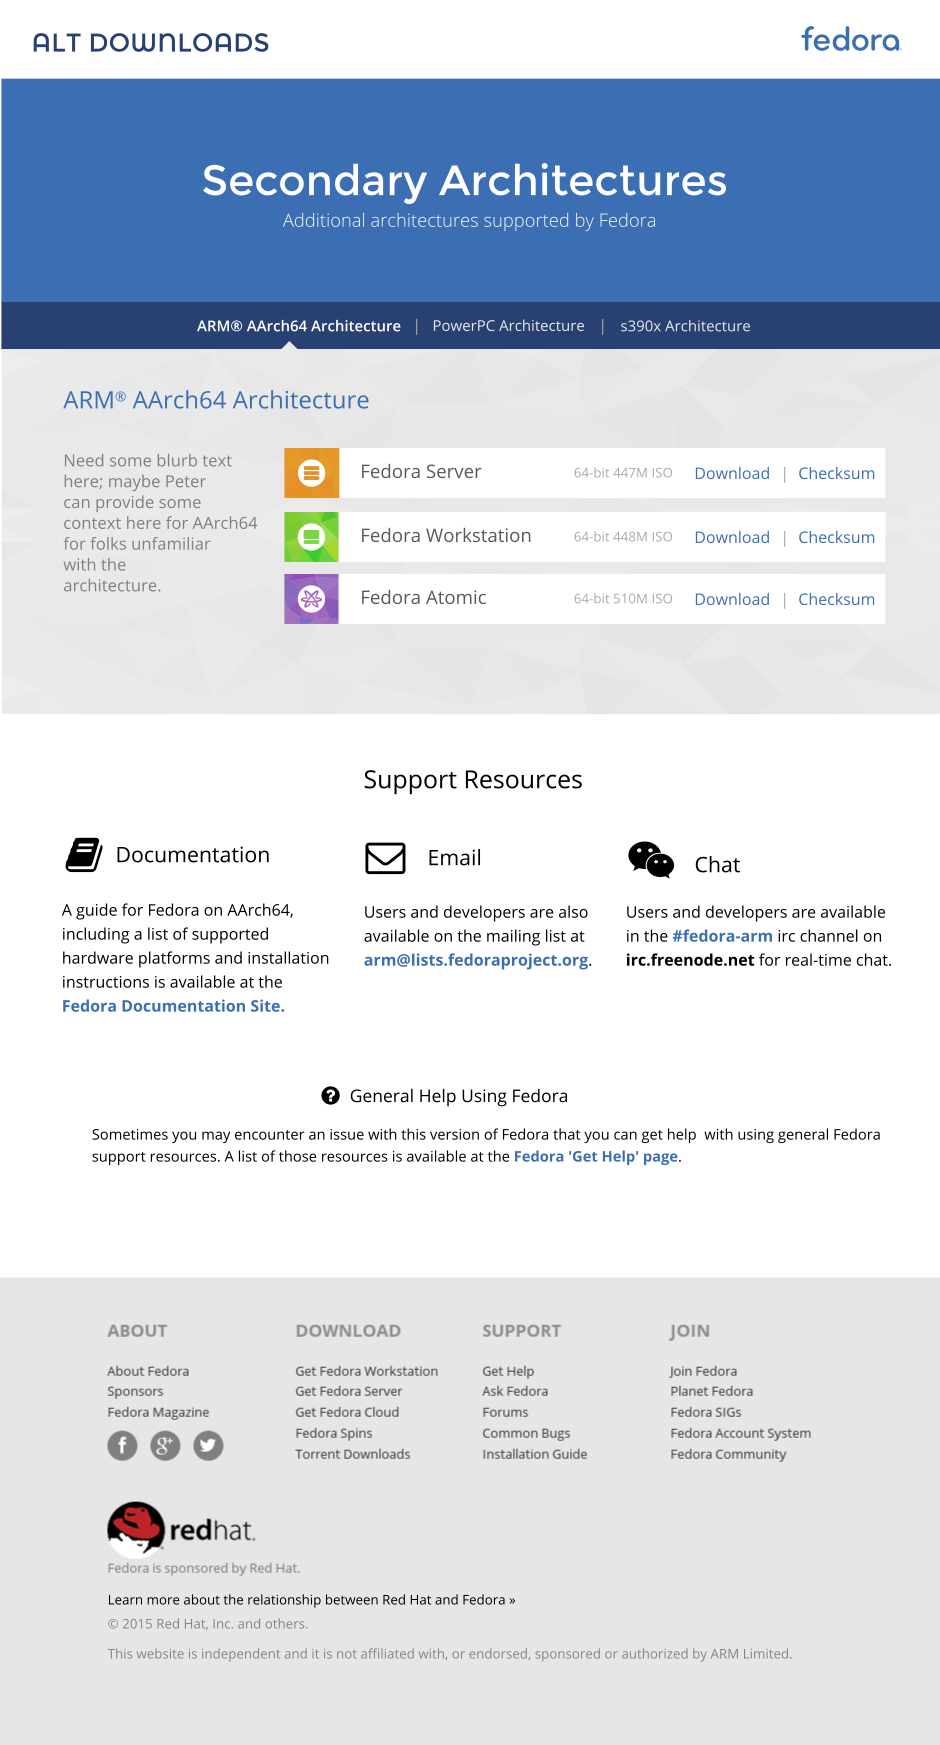 ALT DOWNLOADS
fedora
Secondary Architectures
Additional architectures supported by Fedora
ARM® AArch64 Architecture | PowerPC Architecture | s390x Architecture
ARM® AArch64 Architecture
Need some blurb text
here; maybe Peter
can provide some
context here for AArch64
for folks unfamiliar
with the
architecture.
Fedora Server 64-bit 447M ISO Download | Checksum
Fedora Workstation 64-bit 448M ISO Download | Checksum
Fedora Atomic 64-bit 510M ISO Download | Checksum
Support Resources
Documentation
A guide for Fedora on AArch64,
including a list of supported
hardware platforms and installation
instructions is available at the
Fedora Documentation Site.
Email
Users and developers are also
available on the mailing list at
arm@lists.fedoraproject.org.
Chat
Users and developers are available
in the #fedora-arm irc channel on
irc.freenode.net for real-time chat.
? General Help Using Fedora
Sometimes you may encounter an issue with this version of Fedora that you can get help  with using general Fedora
support resources. A list of those resources is available at the Fedora 'Get Help' page.
ABOUT
About Fedora
Sponsors
Fedora Magazine
f g+
DOWNLOAD
Get Fedora Workstation
Get Fedora Server
Get Fedora Cloud
Fedora Spins
Torrent Downloads
SUPPORT
Get Help
Ask Fedora
Forums
Common Bugs
Installation Guide
JOIN
Join Fedora
Planet Fedora
Fedora SIGs
Fedora Account System
Fedora Community
redhat.
Fedora is sponsored by Red Hat.
Learn more about the relationship between Red Hat and Fedora »
© 2015 Red Hat, Inc. and others.
This website is independent and it is not affiliated with, or endorsed, sponsored or authorized by ARM Limited.